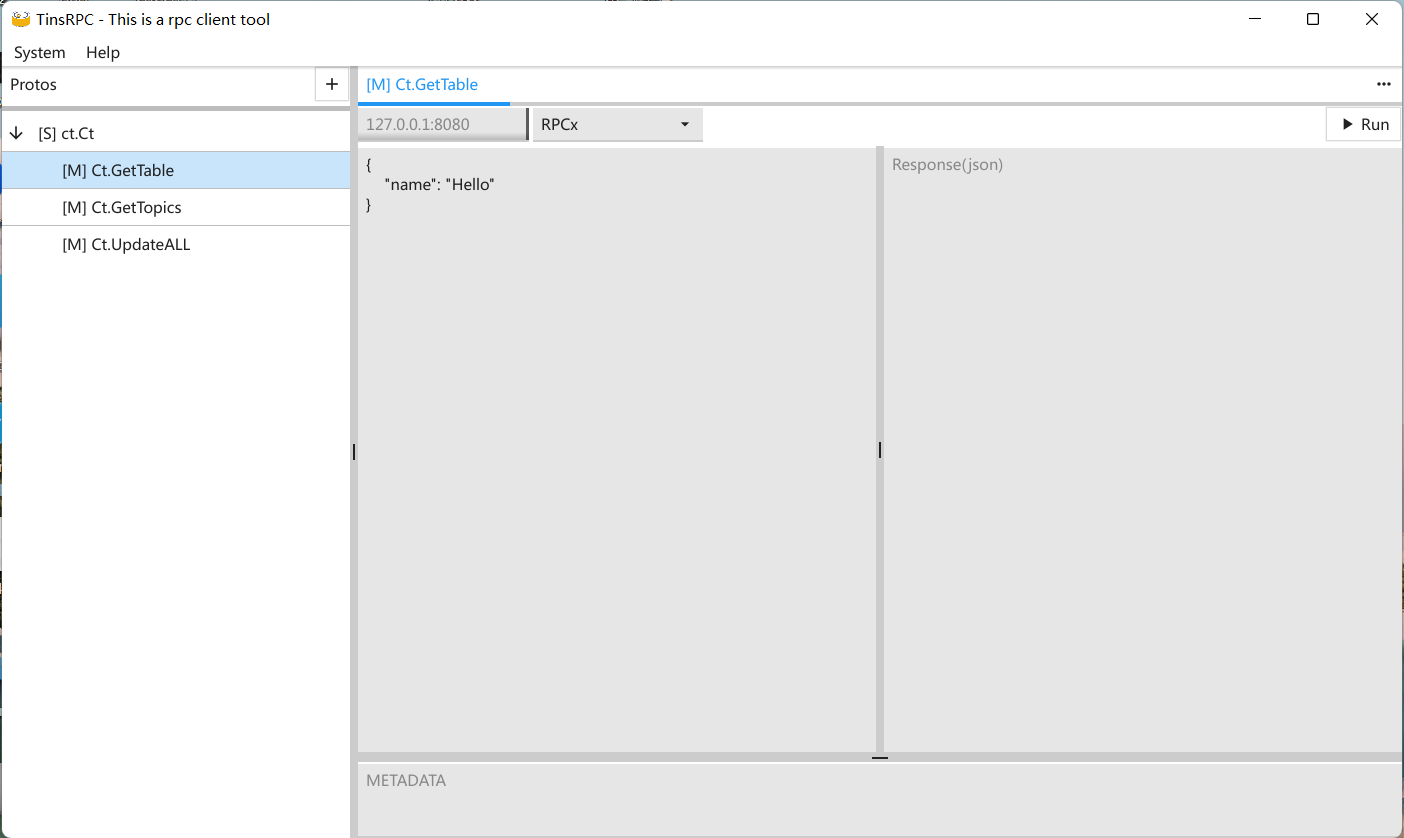 TinsRPC - This is a rpc client tool
System Help
Protos +
[M] Ct.GetTable ...
127.0.0.1:8080 RPCx Run
[S] ct.Ct
[M] Ct.GetTable
[M] Ct.GetTopics
[M] Ct.UpdateALL
{
"name": "Hello"
}
Response(json)
METADATA